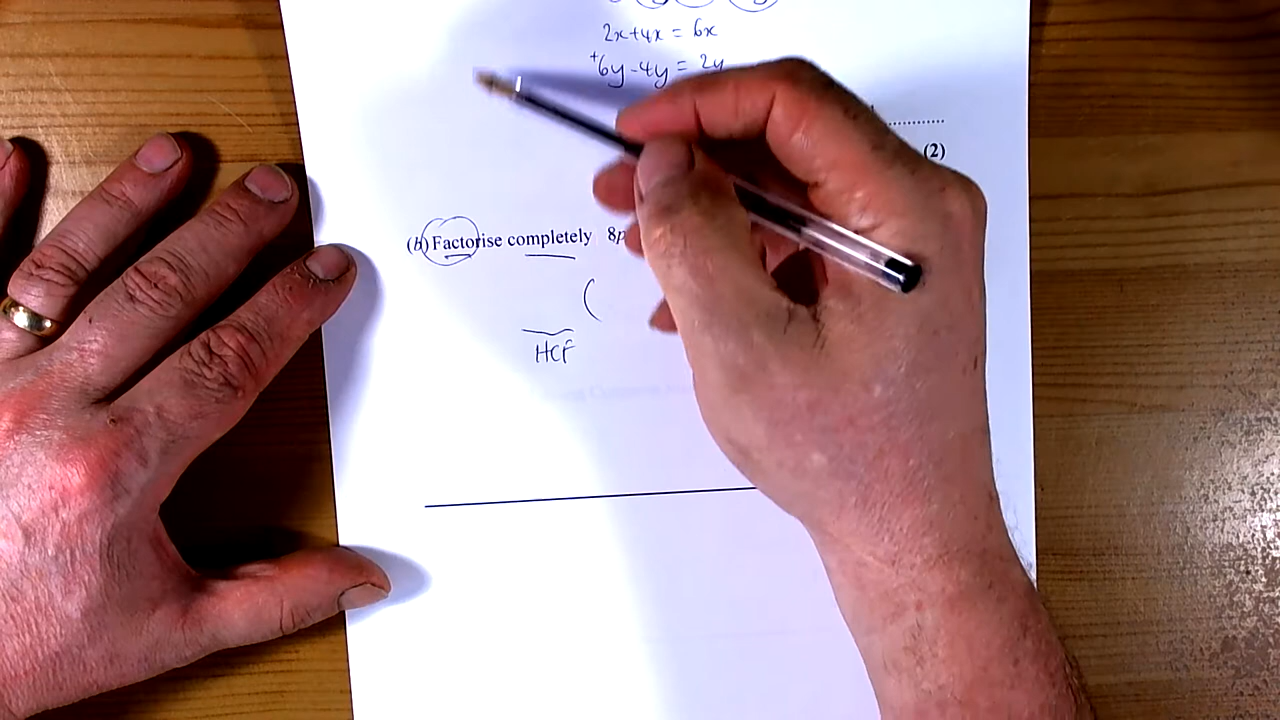 2x+4x = 6x
+6y-4y = 2y
(2)
(b) Factorise completely 8p
(
HCF